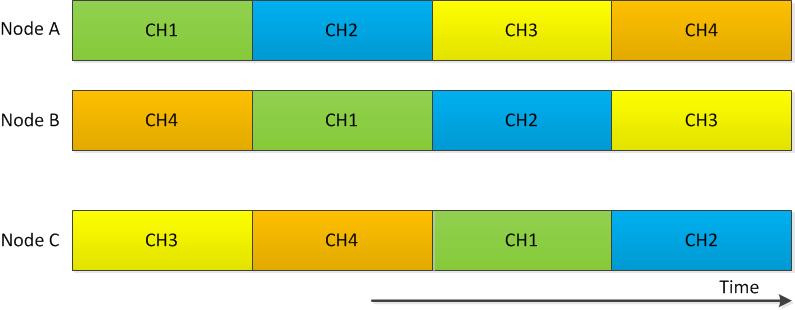 Node A CH1 CH2 CH3 CH4
Node B CH4 CH1 CH2 CH3
Node C CH3 CH4 CH1 CH2
Time